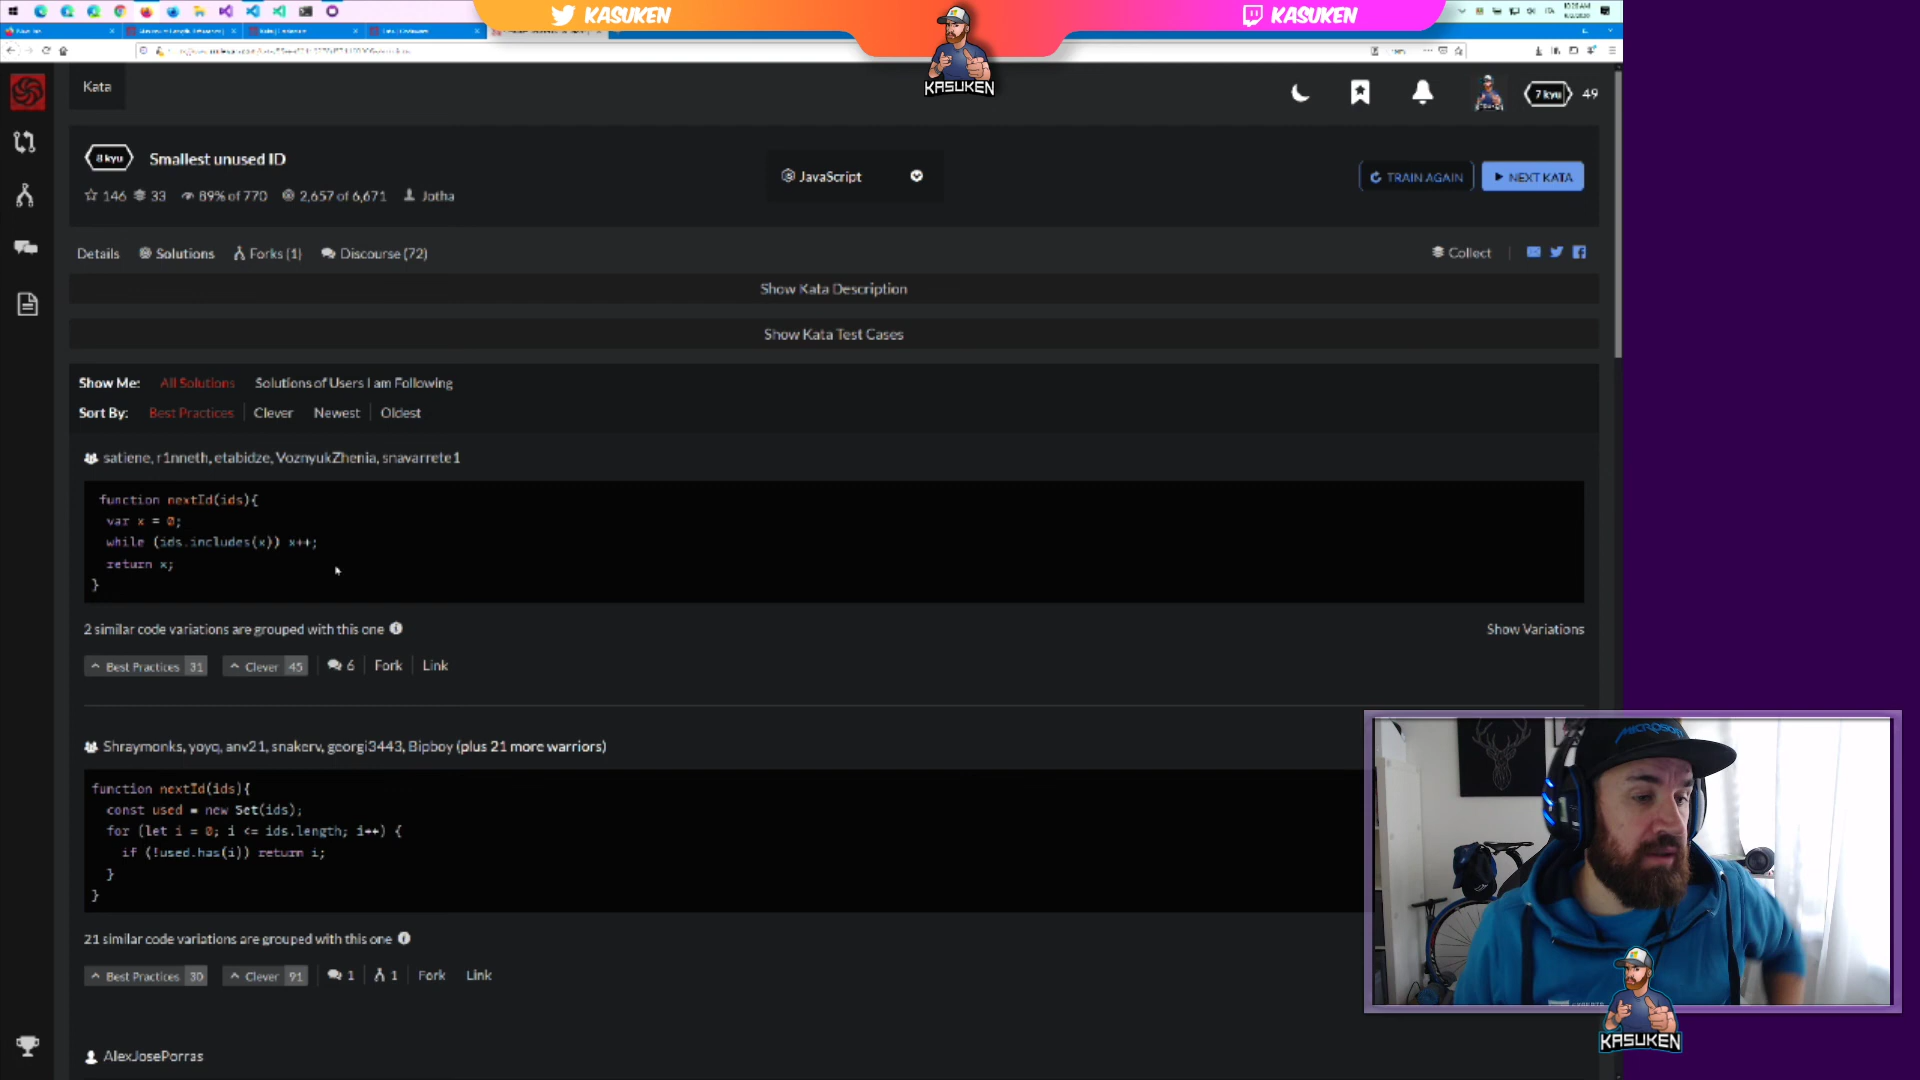 KASUKEN
KASUKEN
KASUKEN
10:28 AM
Kata
7 kyu
49
8 kyu
Smallest unused ID
146
33
89% of 770
2,657 of 6,671
Jotha
JavaScript
TRAIN AGAIN
NEXT KATA
Details
Solutions
Forks (1)
Discourse (72)
Collect
Show Kata Description
Show Kata Test Cases
Show Me:
All Solutions
Solutions of Users I am Following
Sort By:
Best Practices
Clever
Newest
Oldest
satiene, r1nneth, etabidze, VoznyukZhenia, snavarrete1
function nextId(ids){
var x = 0;
while (ids.includes(x)) x++;
return x;
}
2 similar code variations are grouped with this one
Show Variations
Best Practices 31
Clever 45
6
Fork
Link
Shraymonks, yoyq, anv21, snakerv, georgi3443, Bipboy (plus 21 more warriors)
function nextId(ids){
const used = new Set(ids);
for (let i = 0; i <= ids.length; i++) {
if (!used.has(i)) return i;
}
}
21 similar code variations are grouped with this one
Best Practices 30
Clever 91
1
1
Fork
Link
AlexJosePorras
MICROSOFT
KASUKEN